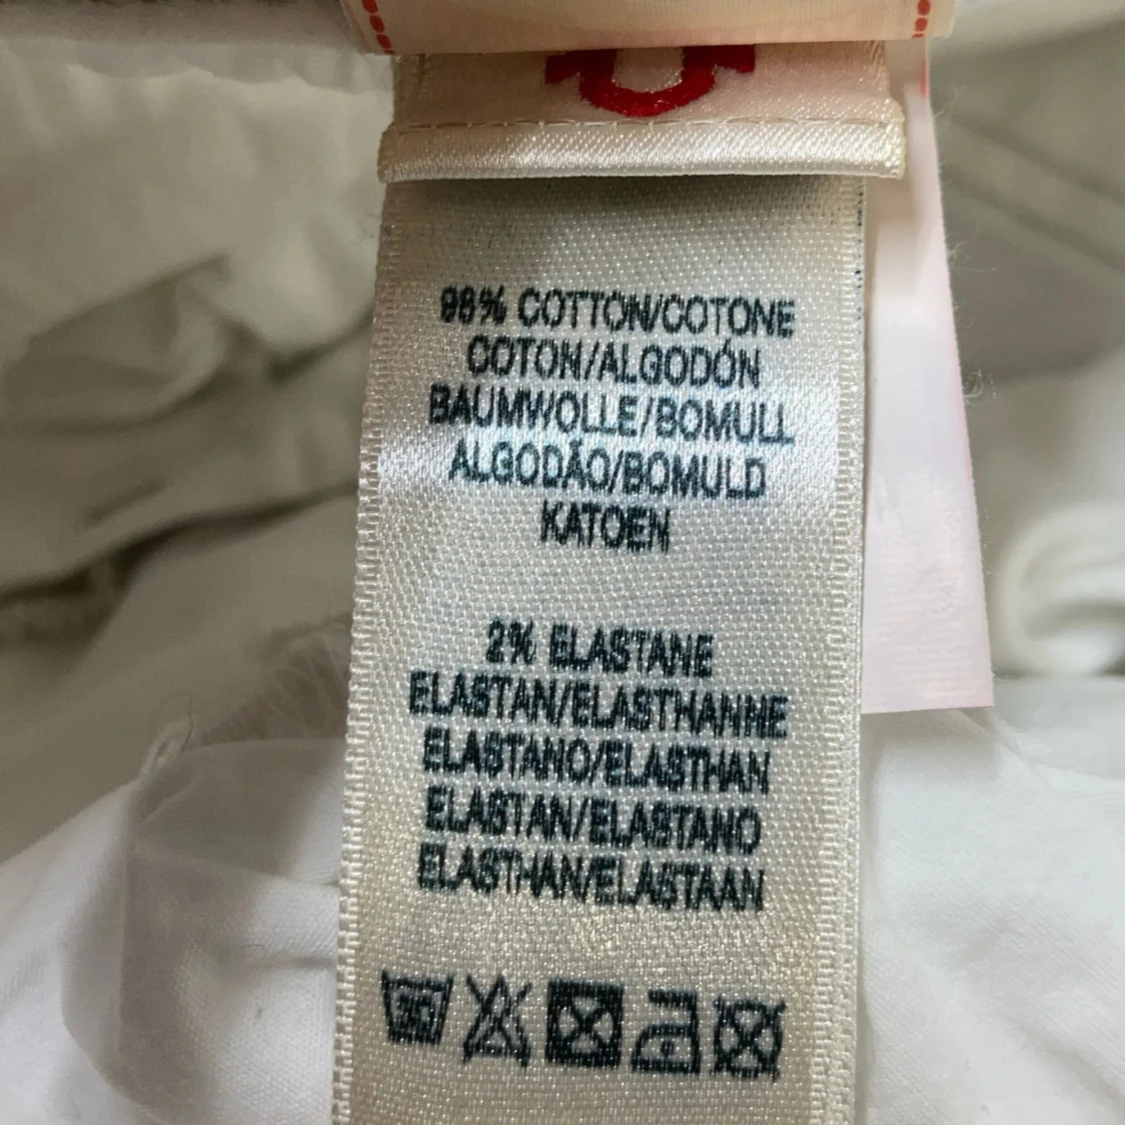 98% COTTON/COTONE
COTON/ALGODÓN
BAUMWOLLE/BOMULL
ALGODÃO/BOMULD
KATOEN
2% ELASTANE
ELASTAN/ELASTHANNE
ELASTANO/ELASTHAN
ELASTAN/ELASTANO
ELASTHAN/ELASTAAN
30